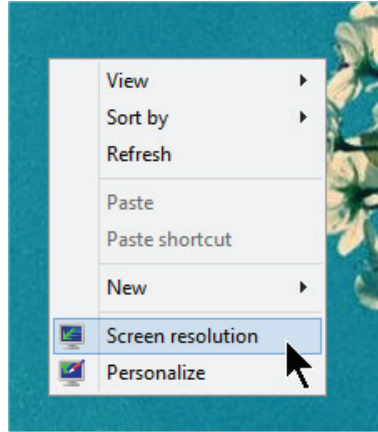 View
Sort by
Refresh
Paste
Paste shortcut
New
Screen resolution
Personalize